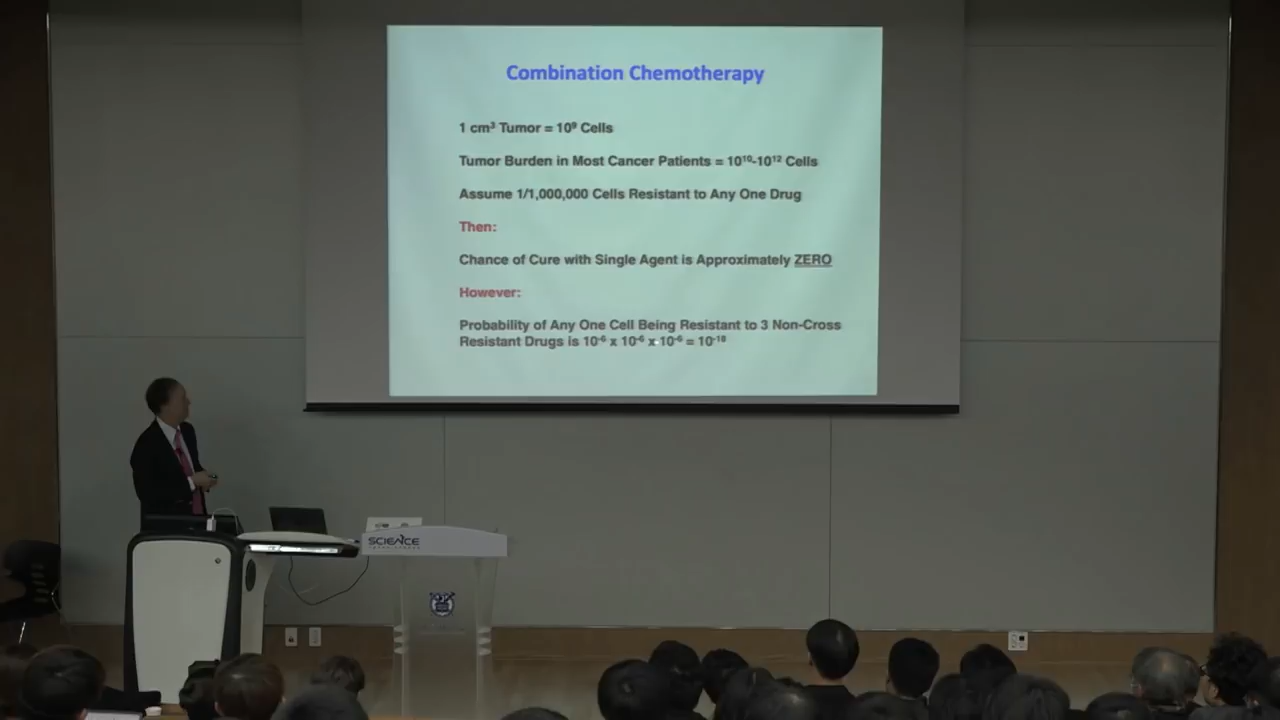 Combination Chemotherapy
1 cm³ Tumor = 10⁹ Cells
Tumor Burden in Most Cancer Patients = 10¹⁰-10¹² Cells
Assume 1/1,000,000 Cells Resistant to Any One Drug
Then:
Chance of Cure with Single Agent is Approximately ZERO
However:
Probability of Any One Cell Being Resistant to 3 Non-Cross
Resistant Drugs is 10⁻⁶ x 10⁻⁶ x 10⁻⁶ = 10⁻¹⁸
SCIENCE